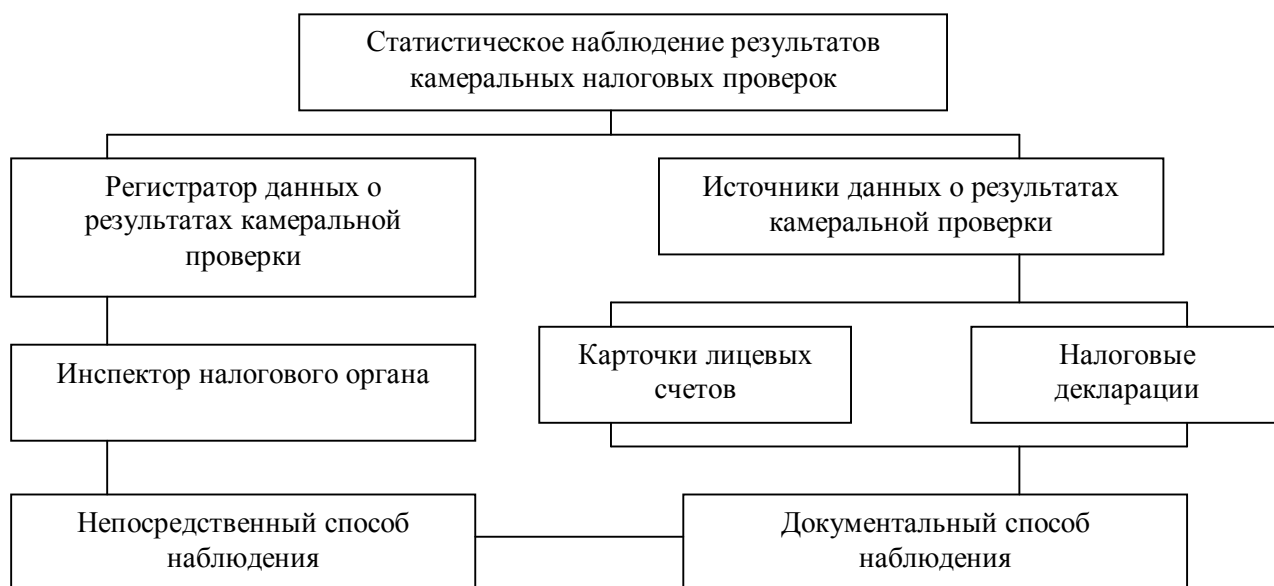 Статистическое наблюдение результатов
камеральных налоговых проверок
Регистратор данных о
результатах камеральной
проверки
Источники данных о результатах
камеральной проверки
Инспектор налогового органа
Карточки лицевых
счетов
Налоговые
декларации
Непосредственный способ
наблюдения
Документальный способ
наблюдения